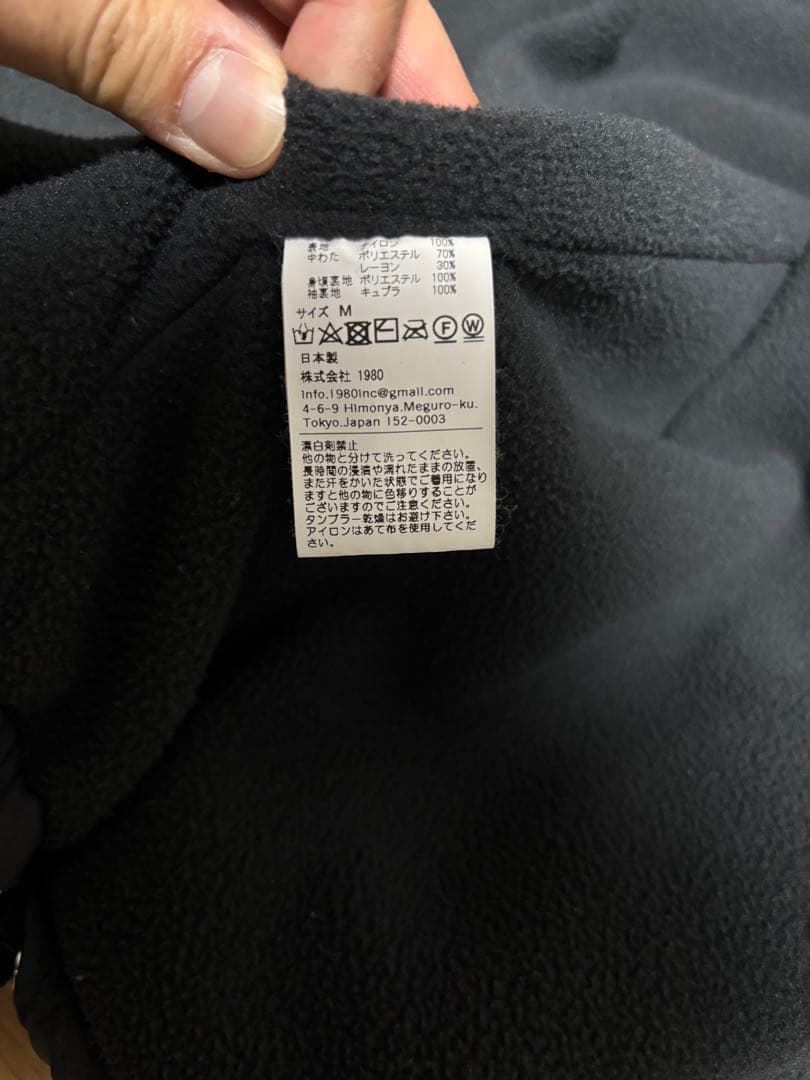 表地 ナイロン 100%
中わた ポリエステル 70%
レーヨン 30%
身頃裏地 ポリエステル 100%
袖裏地 キュプラ 100%
サイズ M
F W
日本製
株式会社 1980
info.1980inc@gmail.com
4-6-9 Himonya.Meguro-ku.
Tokyo.Japan 152-0003
漂白剤禁止
他の物と分けて洗ってください。
長時間の浸漬や濡れたままの放置、
また汗をかいた状態でご着用になり
ますと他の物に色移りすることが
ございますのでご注意ください。
タンブラー乾燥はお避け下さい。
アイロンはあて布を使用してくだ
さい。